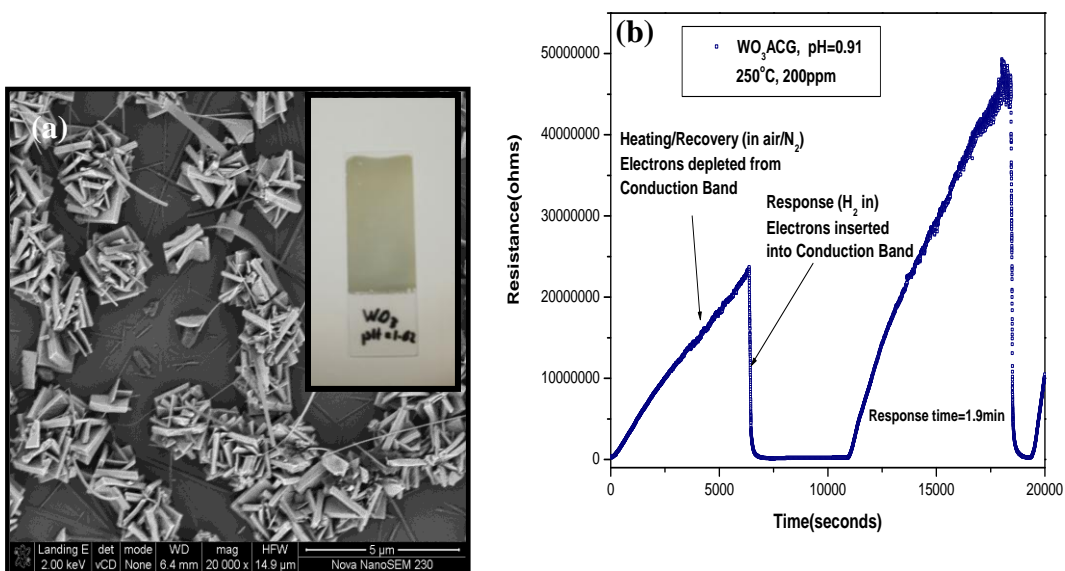 (a)
WO3
pH=1.62
Landing E det mode WD mag HFW 5 µm
2.00 keV vCD None 6.4 mm 20 000 x 14.9 µm Nova NanoSEM 230
(b)
WO3ACG, pH=0.91
250°C, 200ppm
Heating/Recovery (in air/N2)
Electrons depleted from
Conduction Band
Response (H2 in)
Electrons inserted
into Conduction Band
Response time=1.9min
Resistance(ohms)
50000000
40000000
30000000
20000000
10000000
0
0 5000 10000 15000 20000
Time(seconds)